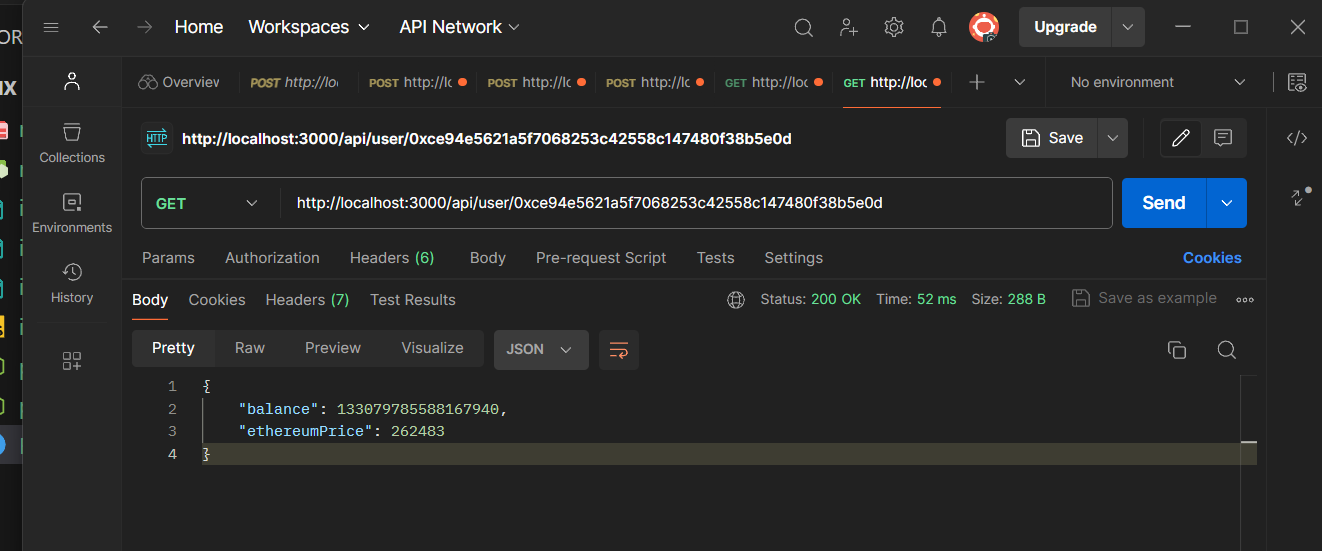 OR
Home Workspaces API Network Upgrade
Overview POST http://loc POST http://lc POST http://lc POST http://lc GET http://loc GET http://loc No environment
HTTP http://localhost:3000/api/user/0xce94e5621a5f7068253c42558c147480f38b5e0d Save
Collections
GET http://localhost:3000/api/user/0xce94e5621a5f7068253c42558c147480f38b5e0d Send
Environments
Params Authorization Headers (6) Body Pre-request Script Tests Settings Cookies
History
Body Cookies Headers (7) Test Results Status: 200 OK Time: 52 ms Size: 288 B Save as example
Pretty Raw Preview Visualize JSON
1 {
2 "balance": 133079785588167940,
3 "ethereumPrice": 262483
4 }